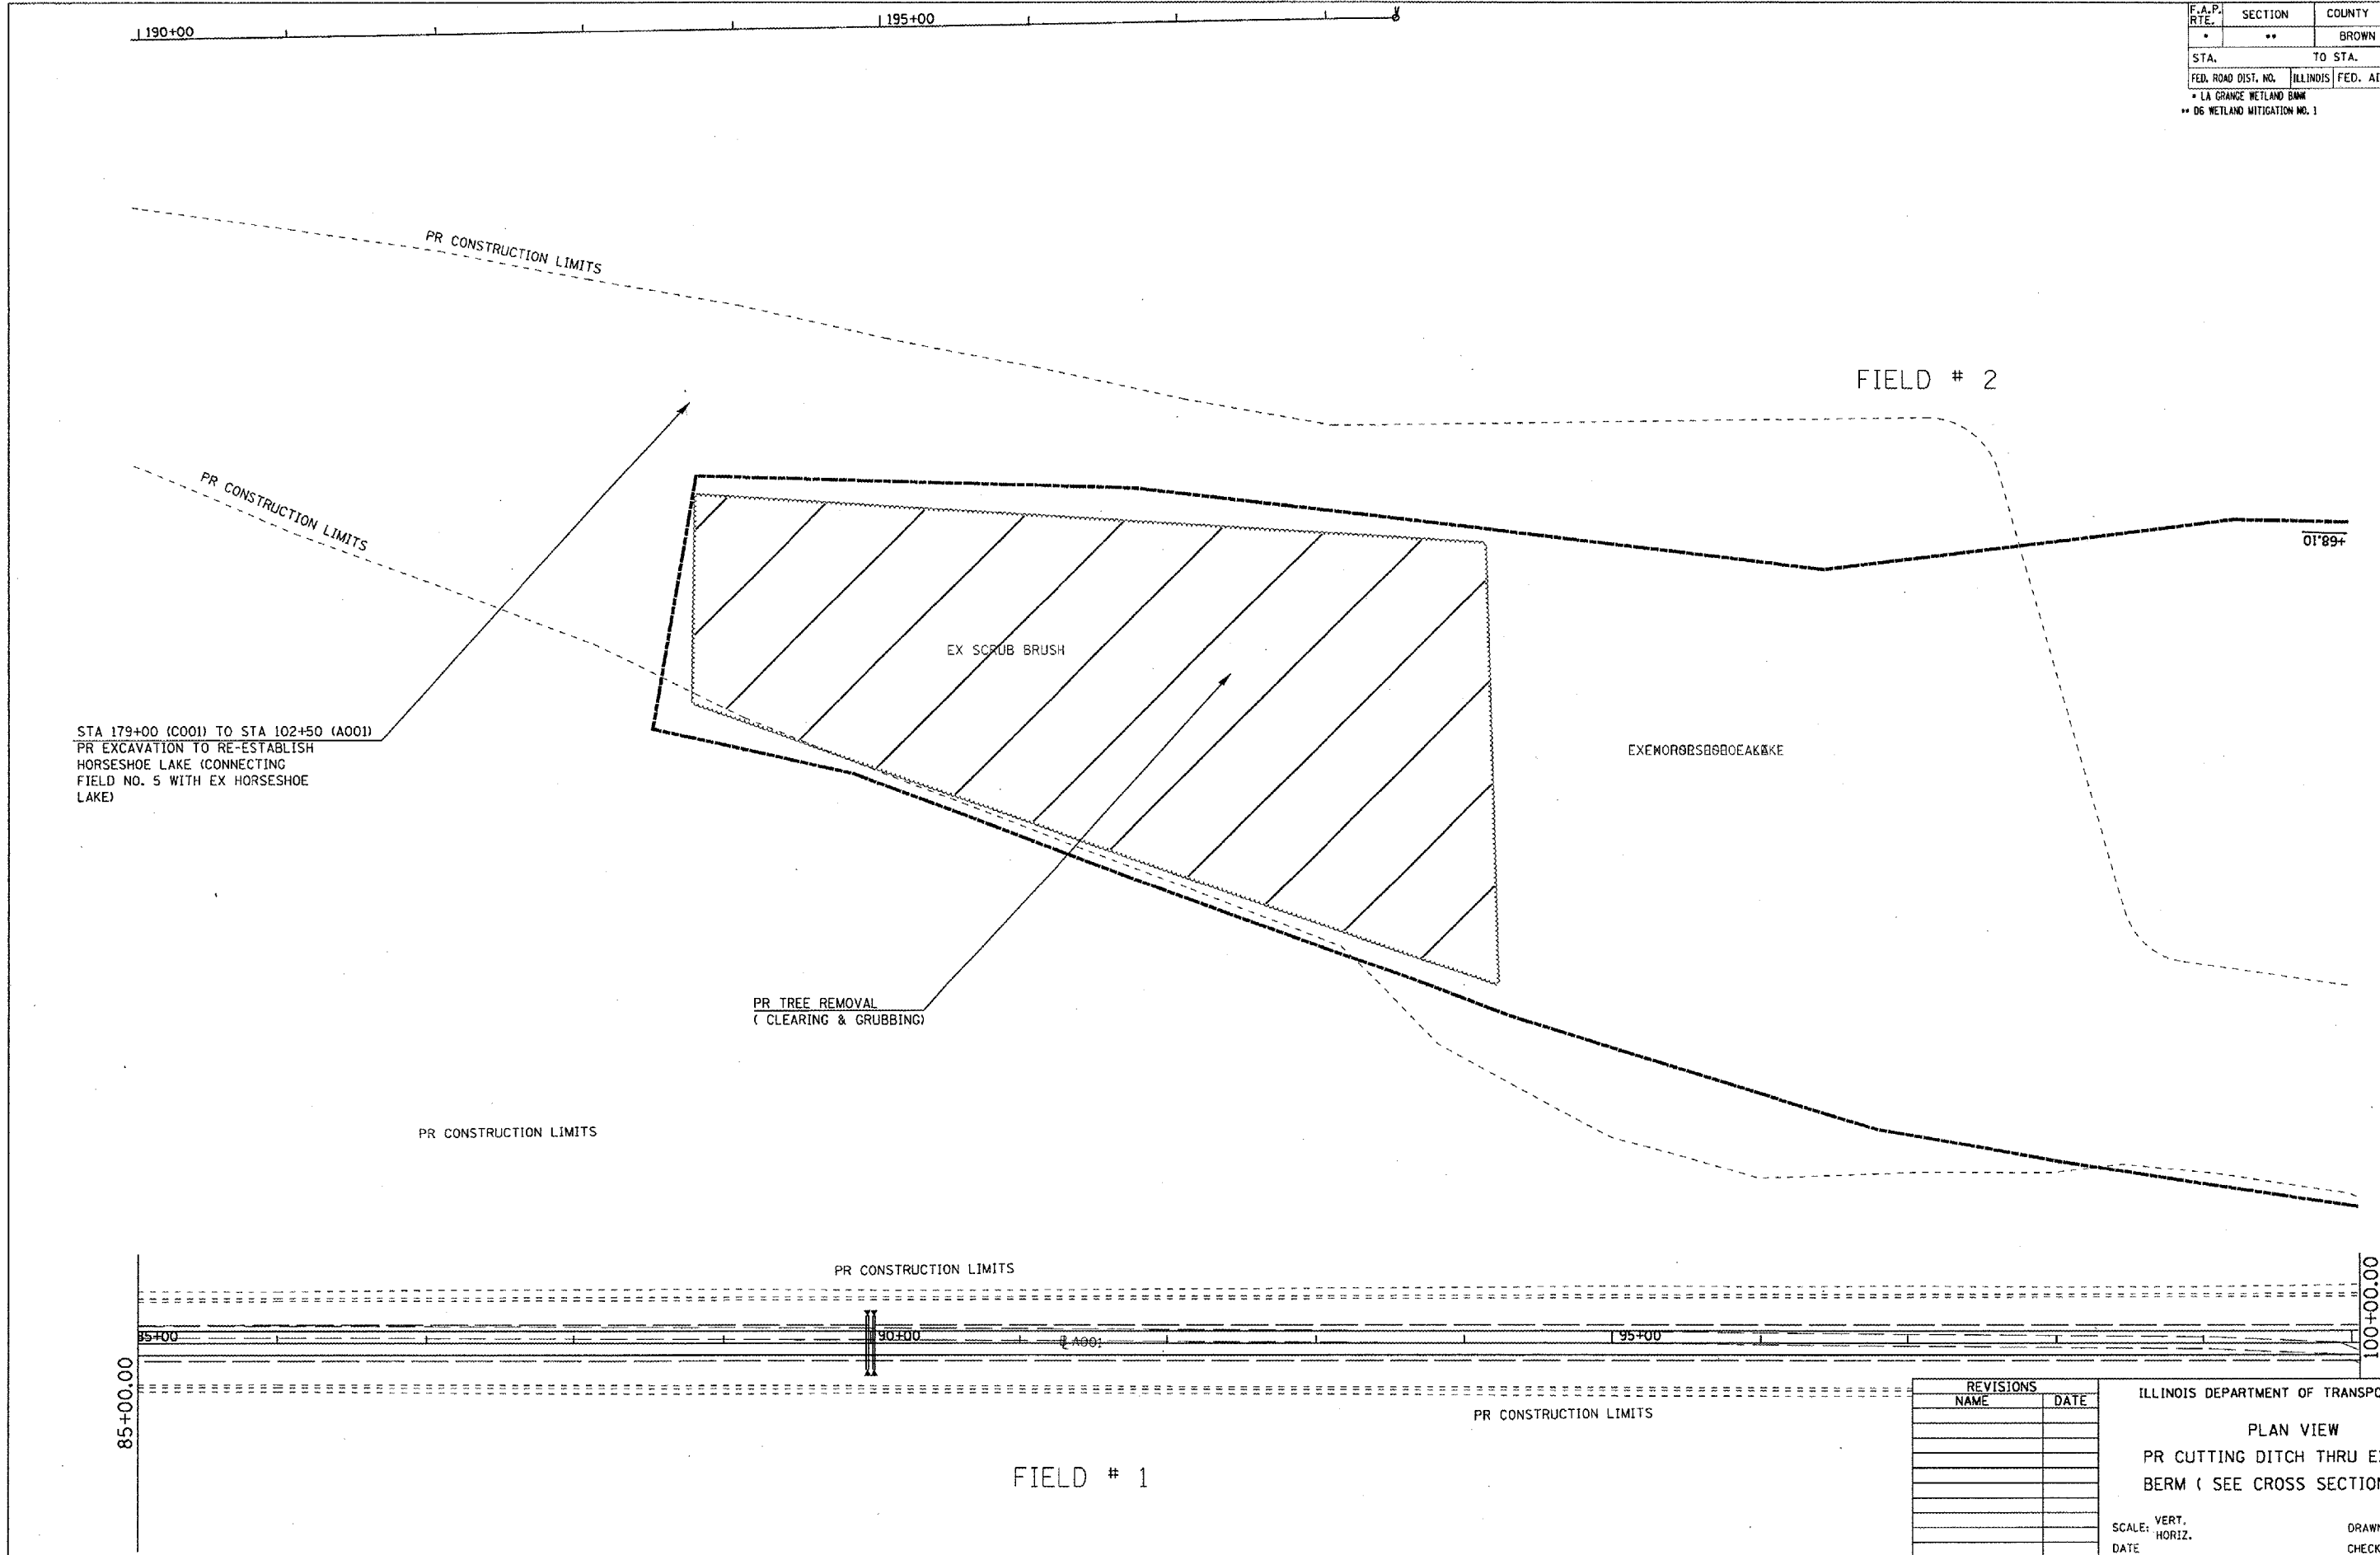 190+00
195+00
F.A.P. RTE. SECTION COUNTY
* ** BROWN
STA. TO STA.
FED. ROAD DIST. NO. ILLINOIS FED.
* LA GRANGE WETLAND BANK
** D6 WETLAND MITIGATION NO. 1
PR CONSTRUCTION LIMITS
FIELD # 2
PR CONSTRUCTION LIMITS
+68.10
EX SCRUB BRUSH
STA 179+00 (C001) TO STA 102+50 (A001)
PR EXCAVATION TO RE-ESTABLISH
HORSESHOE LAKE (CONNECTING
FIELD NO. 5 WITH EX HORSESHOE
LAKE)
PR TREE REMOVAL
( CLEARING & GRUBBING)
PR CONSTRUCTION LIMITS
PR CONSTRUCTION LIMITS
85+00
90+00
℄ A001
95+00
85+00.00
100+00.00
PR CONSTRUCTION LIMITS
FIELD # 1
REVISIONS
NAME DATE
ILLINOIS DEPARTMENT OF
PLAN VIEW
PR CUTTING DITCH THRU
BERM ( SEE CROSS
SCALE: VERT.
HORIZ.
DATE